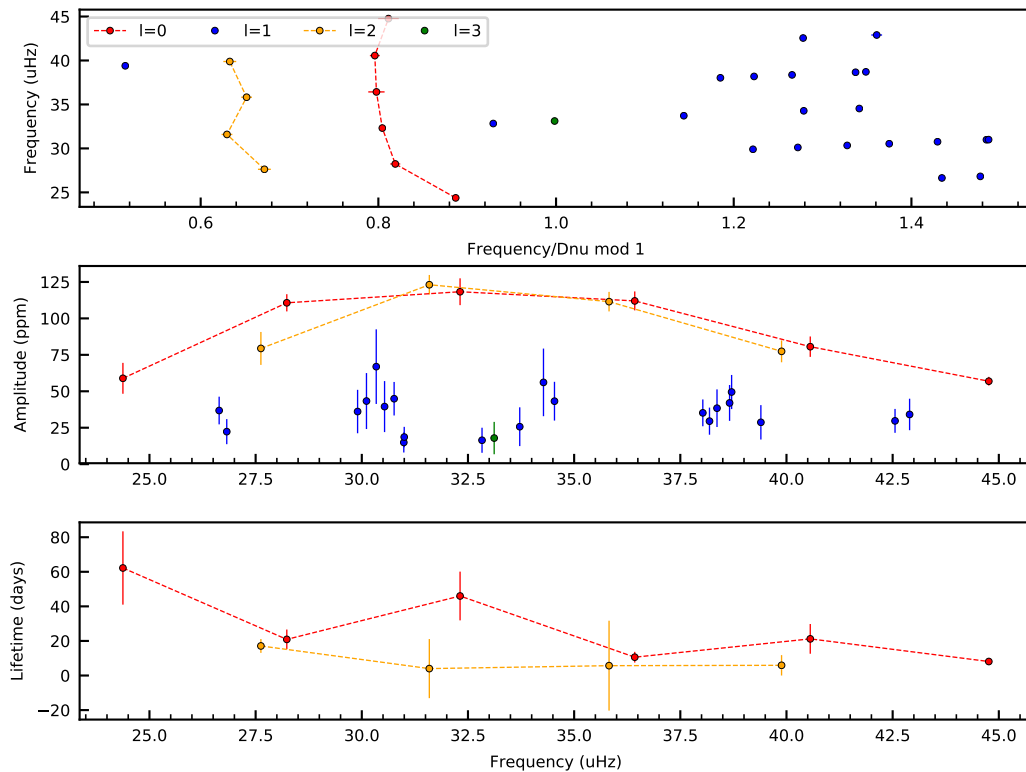 45
40
35
30
25
Frequency (uHz)
l=0 l=1 l=2 l=3
0.6 0.8 1.0 1.2 1.4
Frequency/Dnu mod 1
125
100
75
50
25
0
Amplitude (ppm)
25.0 27.5 30.0 32.5 35.0 37.5 40.0 42.5 45.0
80
60
40
20
0
−20
Lifetime (days)
25.0 27.5 30.0 32.5 35.0 37.5 40.0 42.5 45.0
Frequency (uHz)